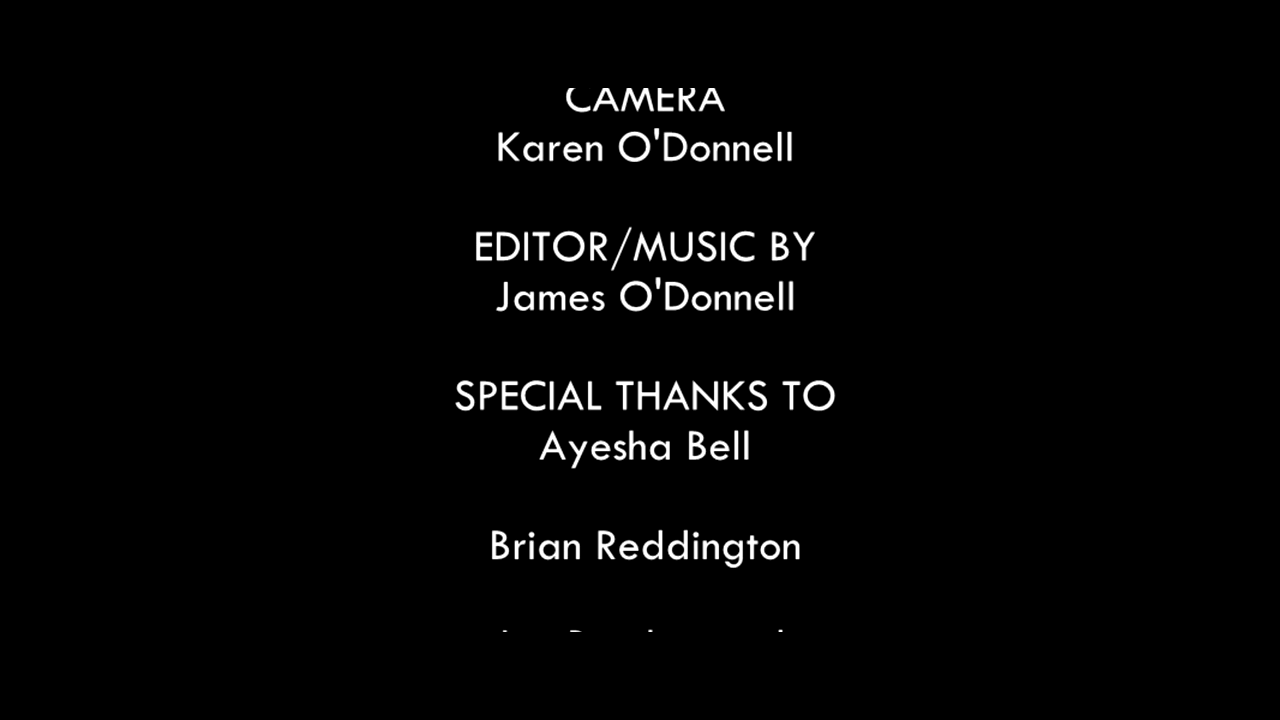 CAMERA
Karen O'Donnell
EDITOR/MUSIC BY
James O'Donnell
SPECIAL THANKS TO
Ayesha Bell
Brian Reddington